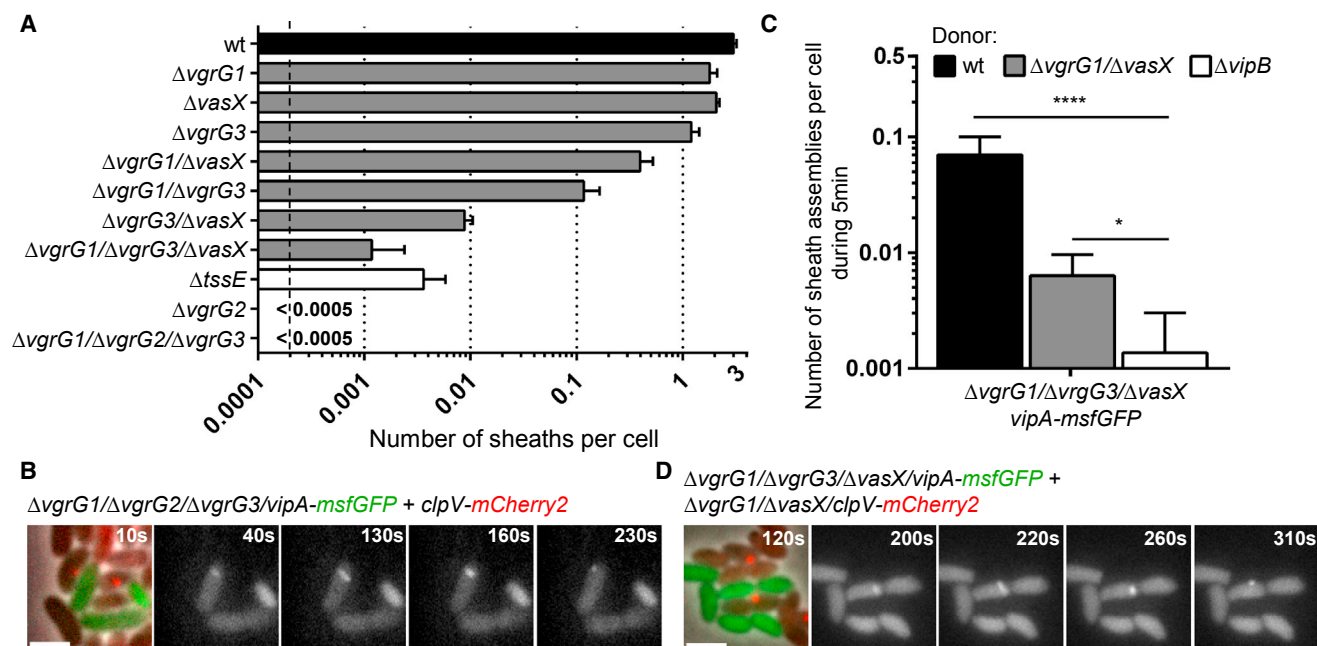 A
wt
ΔvgrG1
ΔvasX
ΔvgrG3
ΔvgrG1/ΔvasX
ΔvgrG1/ΔvgrG3
ΔvgrG3/ΔvasX
ΔvgrG1/ΔvgrG3/ΔvasX
ΔtssE
ΔvgrG2 < 0.0005
ΔvgrG1/ΔvgrG2/ΔvgrG3 < 0.0005
0.0001 0.001 0.01 0.1 1 3
Number of sheaths per cell
C
Donor:
wt ΔvgrG1/ΔvasX ΔvipB
Number of sheath assemblies per cell
during 5min
0.5
0.1
0.01
0.001
****
*
ΔvgrG1/ΔvrgG3/ΔvasX
vipA-msfGFP
B
ΔvgrG1/ΔvgrG2/ΔvgrG3/vipA-msfGFP + clpV-mCherry2
10s 40s 130s 160s 230s
D
ΔvgrG1/ΔvgrG3/ΔvasX/vipA-msfGFP +
ΔvgrG1/ΔvasX/clpV-mCherry2
120s 200s 220s 260s 310s